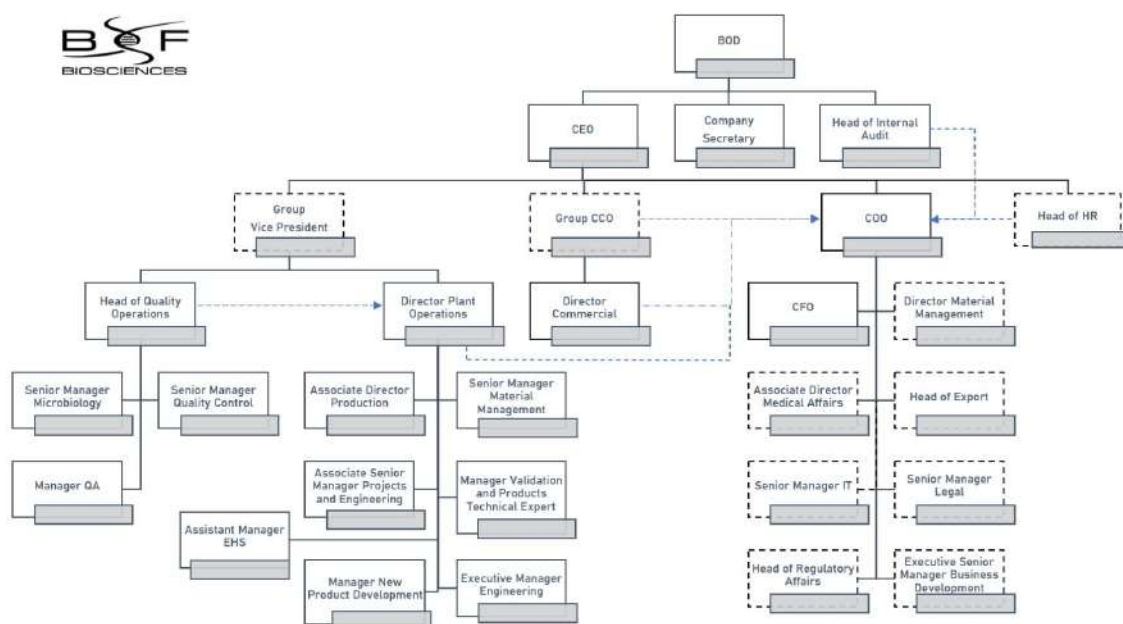 BSF
BIOSCIENCES
BOD
CEO
Company
Secretary
Head of Internal
Audit
Group
Vice President
Group CCO
COO
Head of HR
Head of Quality
Operations
Director Plant
Operations
Director
Commercial
CFO
Director Material
Management
Senior Manager
Microbiology
Senior Manager
Quality Control
Associate Director
Production
Senior Manager
Material
Management
Associate Director
Medical Affairs
Head of Export
Manager QA
Associate Senior
Manager Projects
and Engineering
Manager Validation
and Products
Technical Expert
Senior Manager IT
Senior Manager
Legal
Assistant Manager
EHS
Manager New
Product Development
Executive Manager
Engineering
Head of Regulatory
Affairs
Executive Senior
Manager Business
Development